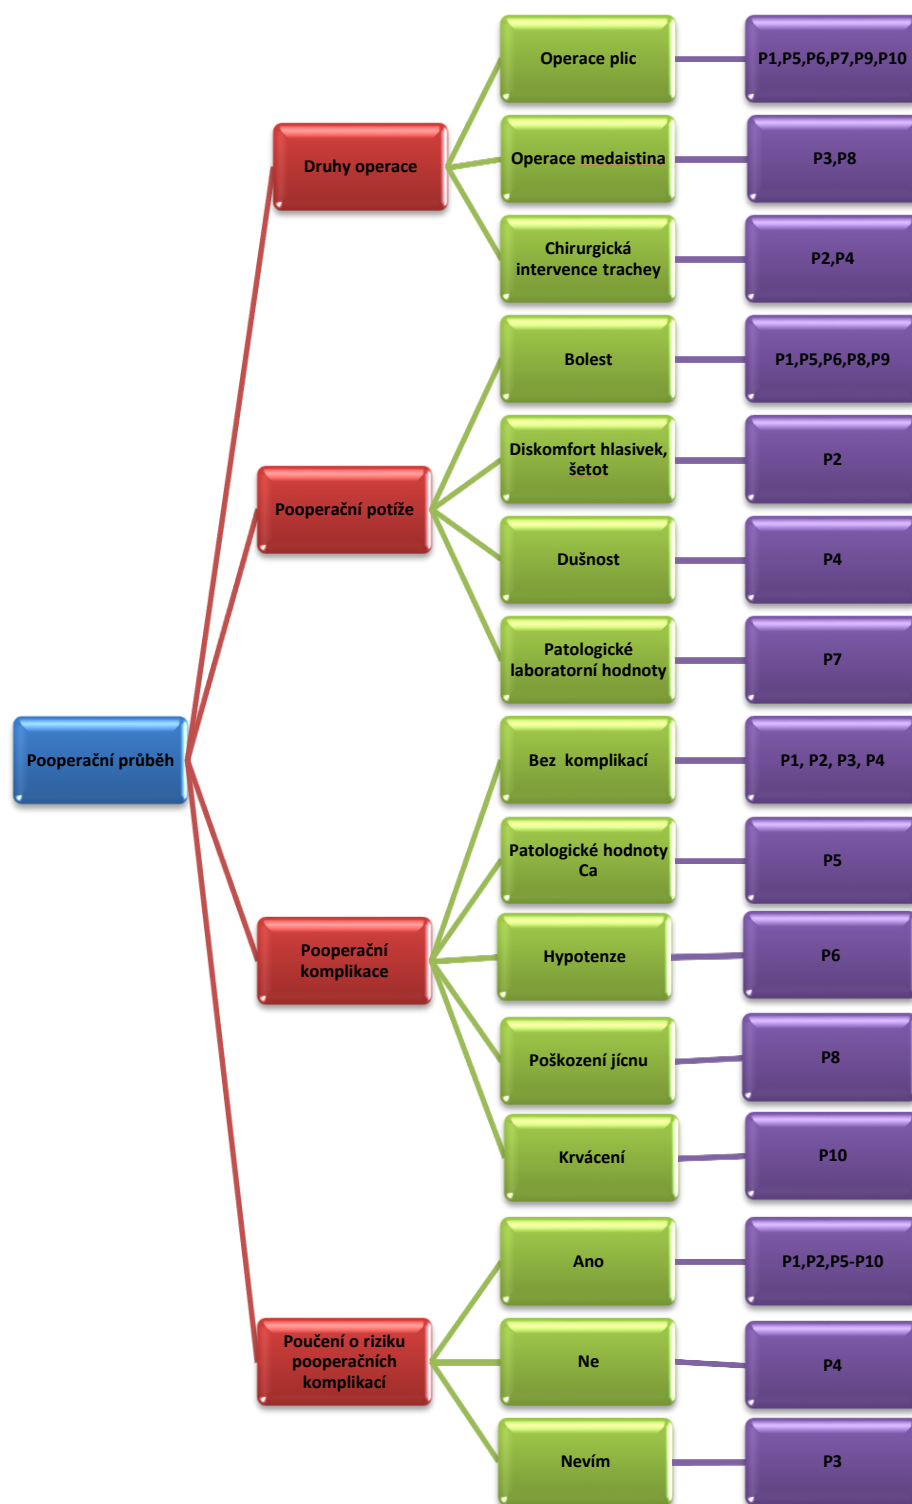 Pooperační průběh
Druhy operace
Operace plic
P1,P5,P6,P7,P9,P10
Operace medaistina
P3,P8
Chirurgická
intervence trachey
P2,P4
Pooperační potíže
Bolest
P1,P5,P6,P8,P9
Diskomfort hlasivek,
šetot
P2
Dušnost
P4
Patologické
laboratorní hodnoty
P7
Pooperační
komplikace
Bez komplikací
P1, P2, P3, P4
Patologické hodnoty
Ca
P5
Hypotenze
P6
Poškození jícnu
P8
Krvácení
P10
Poučení o riziku
pooperačních
komplikací
Ano
P1,P2,P5-P10
Ne
P4
Nevím
P3